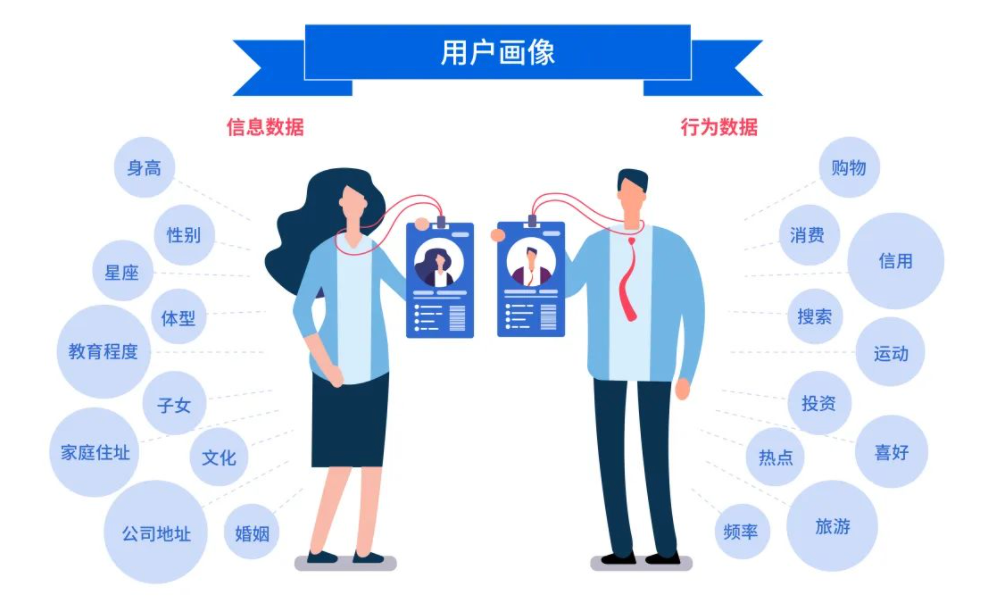 用户画像
信息数据
行为数据
身高
性别
星座
体型
教育程度
子女
家庭住址
文化
公司地址
婚姻
购物
消费
信用
搜索
运动
投资
喜好
热点
旅游
频率